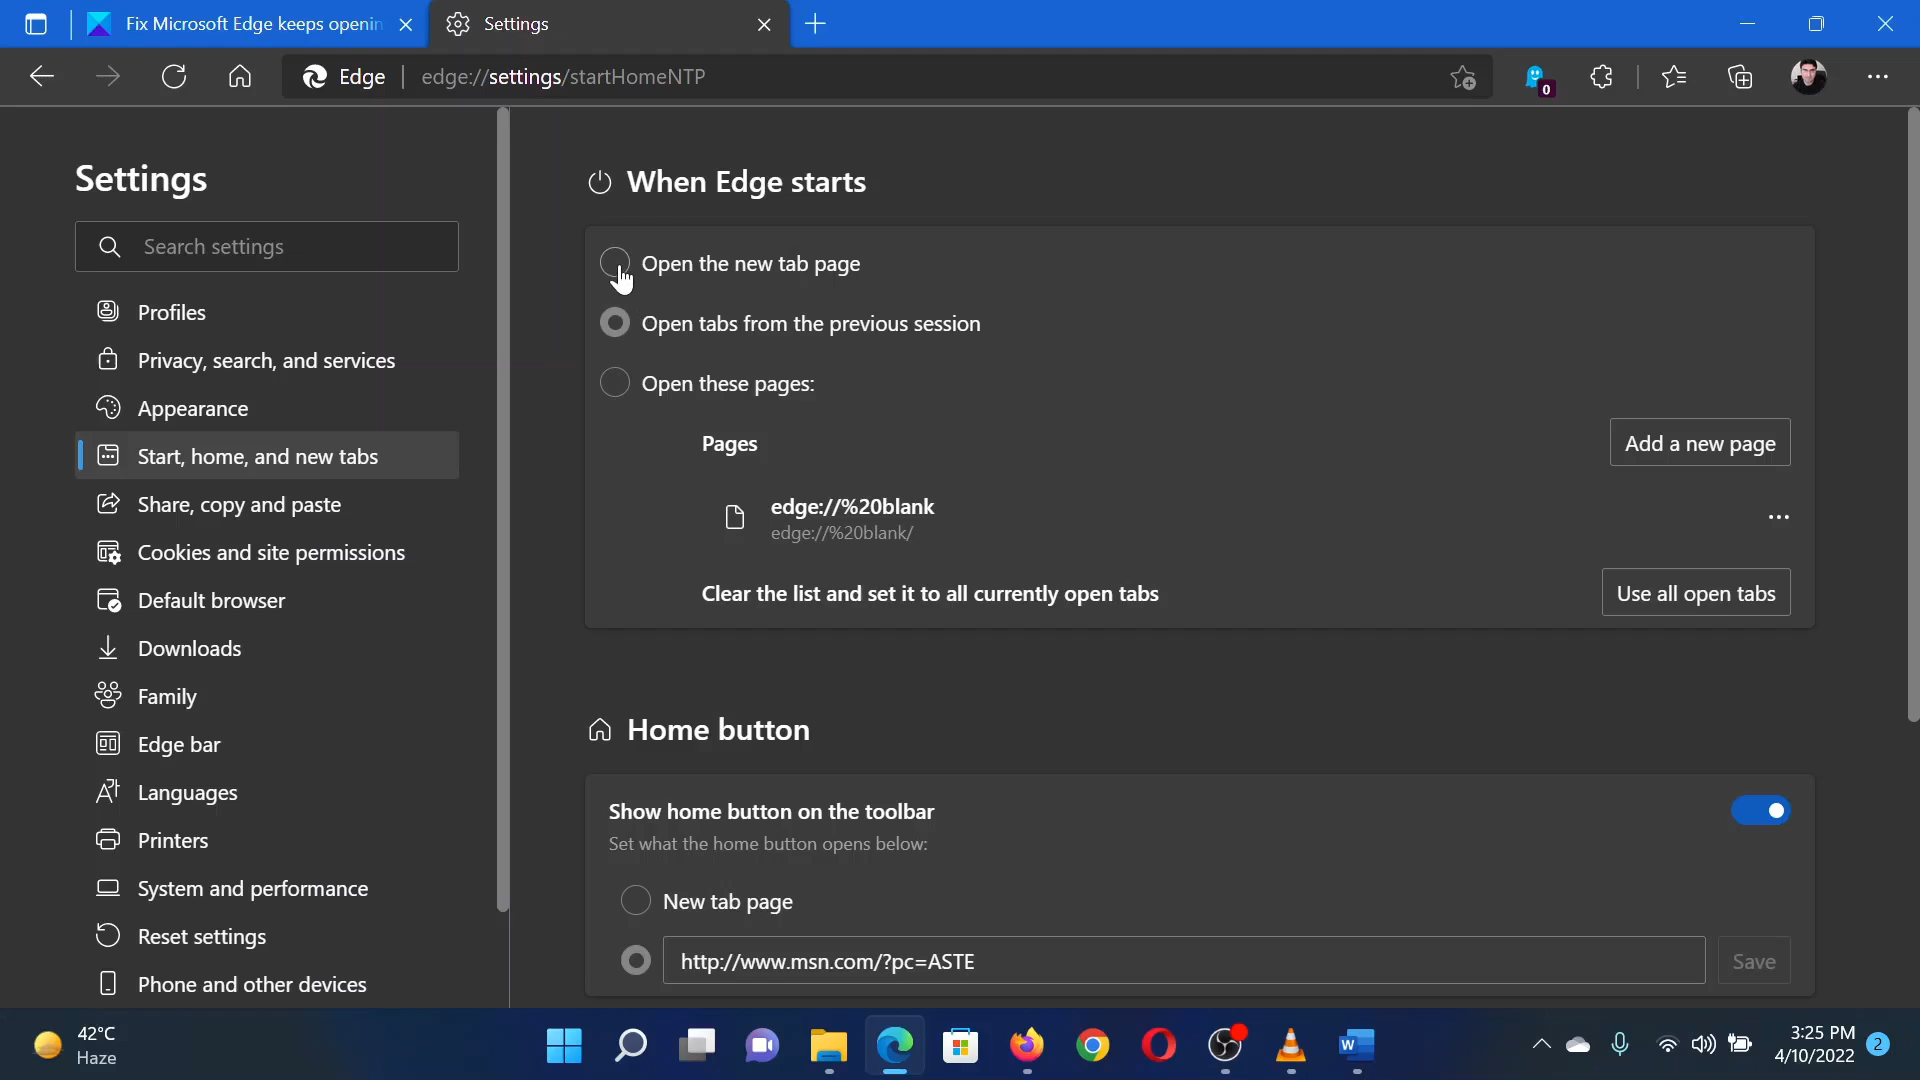 Fix Microsoft Edge keeps openin
Settings
Edge
edge://settings/startHomeNTP
0
Settings
Search settings
Profiles
Privacy, search, and services
Appearance
Start, home, and new tabs
Share, copy and paste
Cookies and site permissions
Default browser
Downloads
Family
Edge bar
Languages
Printers
System and performance
Reset settings
Phone and other devices
When Edge starts
Open the new tab page
Open tabs from the previous session
Open these pages:
Pages
Add a new page
edge://%20blank
edge://%20blank/
Clear the list and set it to all currently open tabs
Use all open tabs
Home button
Show home button on the toolbar
Set what the home button opens below:
New tab page
http://www.msn.com/?pc=ASTE
Save
42°C
Haze
W
3:25 PM
4/10/2022
2